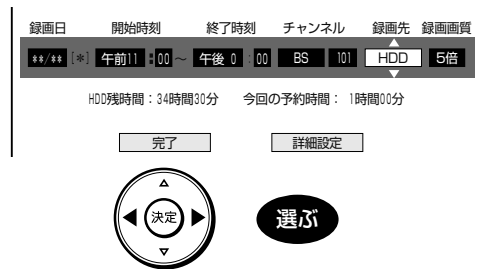 録画日 開始時刻 終了時刻 チャンネル 録画先 録画画質
**/** [*] 午前11:00～ 午後 0:00 BS 101 HDD 5倍
HDD残時間：34時間30分 今回の予約時間： 1時間00分
完了 詳細設定
決定 選ぶ